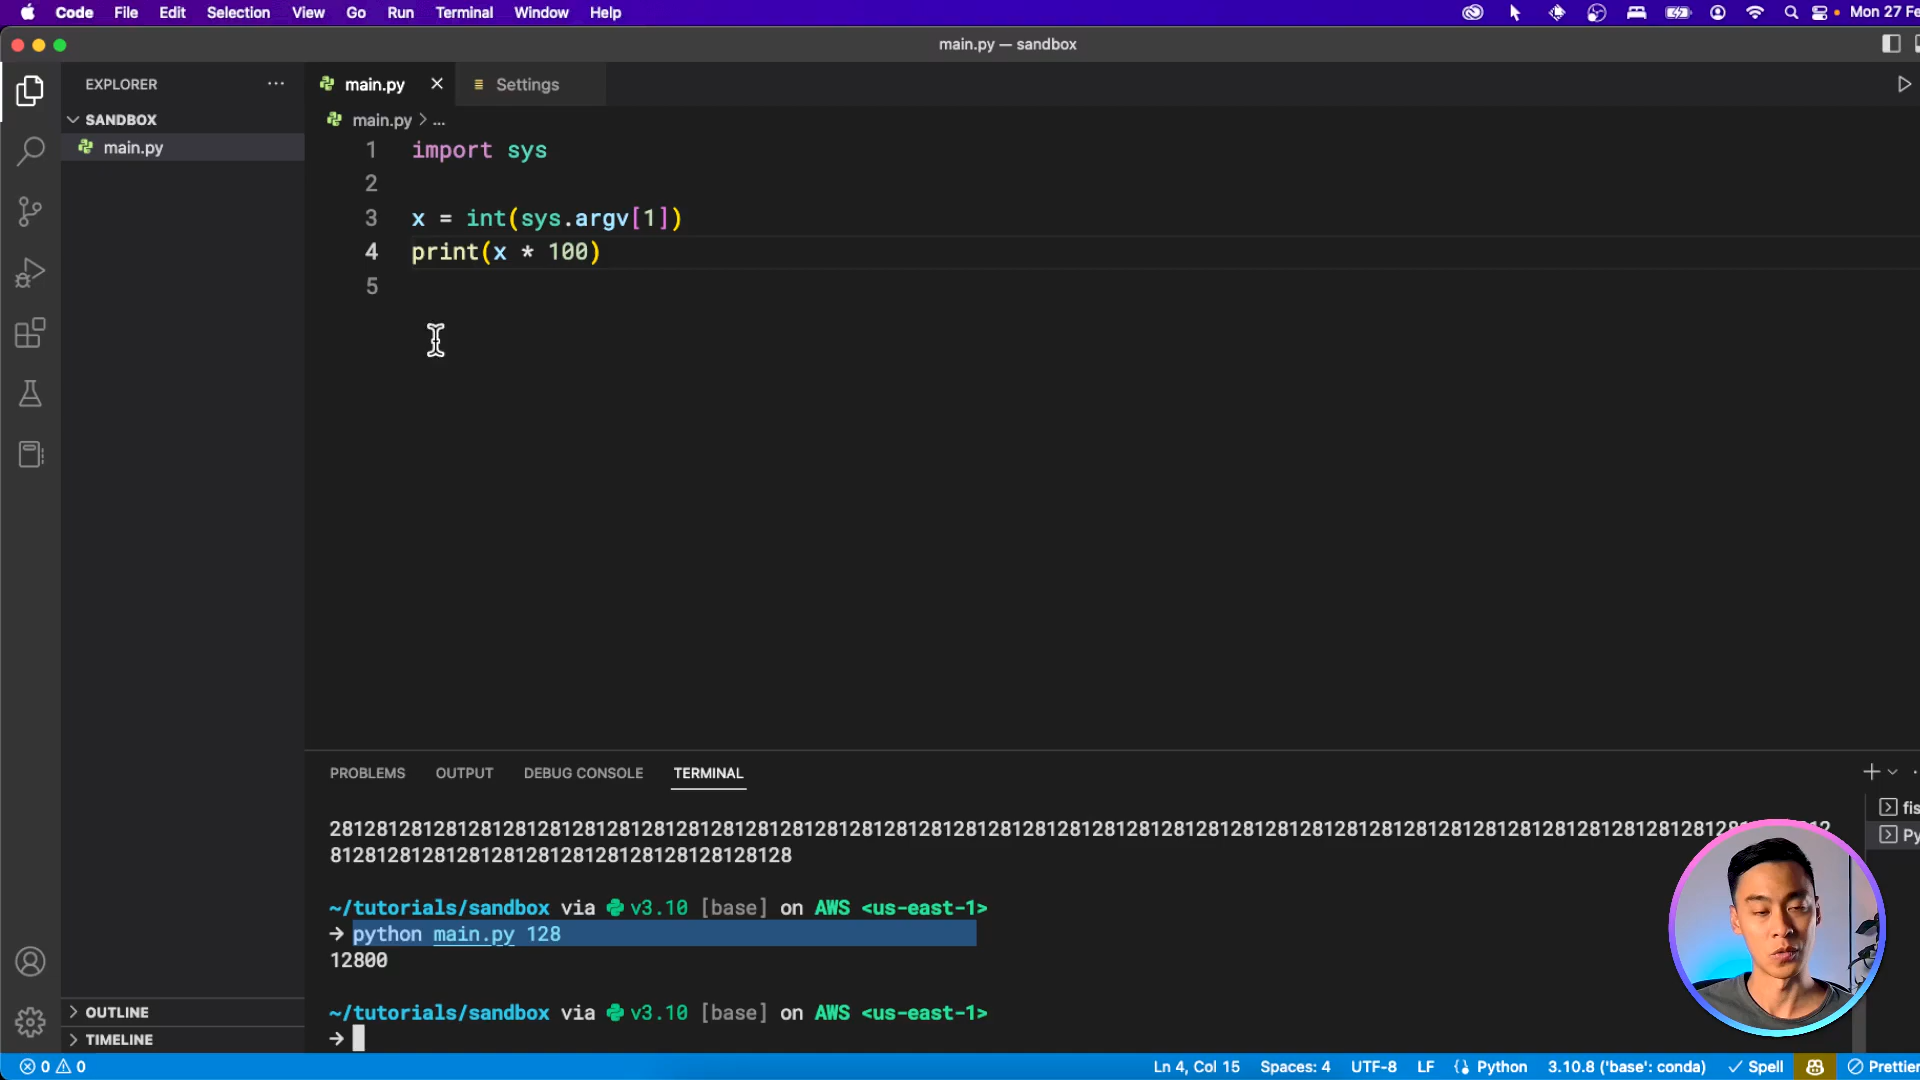 Code File Edit Selection View Go Run Terminal Window Help
Mon 27 Fe
main.py — sandbox
EXPLORER
SANDBOX
main.py
OUTLINE
TIMELINE
main.py
Settings
main.py > ...
1 import sys
2
3 x = int(sys.argv[1])
4 print(x * 100)
5
PROBLEMS OUTPUT DEBUG CONSOLE TERMINAL
fis
Py
8128128128128128128128128128128128128128
~/tutorials/sandbox via v3.10 [base] on AWS <us-east-1>
→ python main.py 128
12800
~/tutorials/sandbox via v3.10 [base] on AWS <us-east-1>
→
0 0
Ln 4, Col 15 Spaces: 4 UTF-8 LF Python 3.10.8 ('base': conda) Spell Prettier